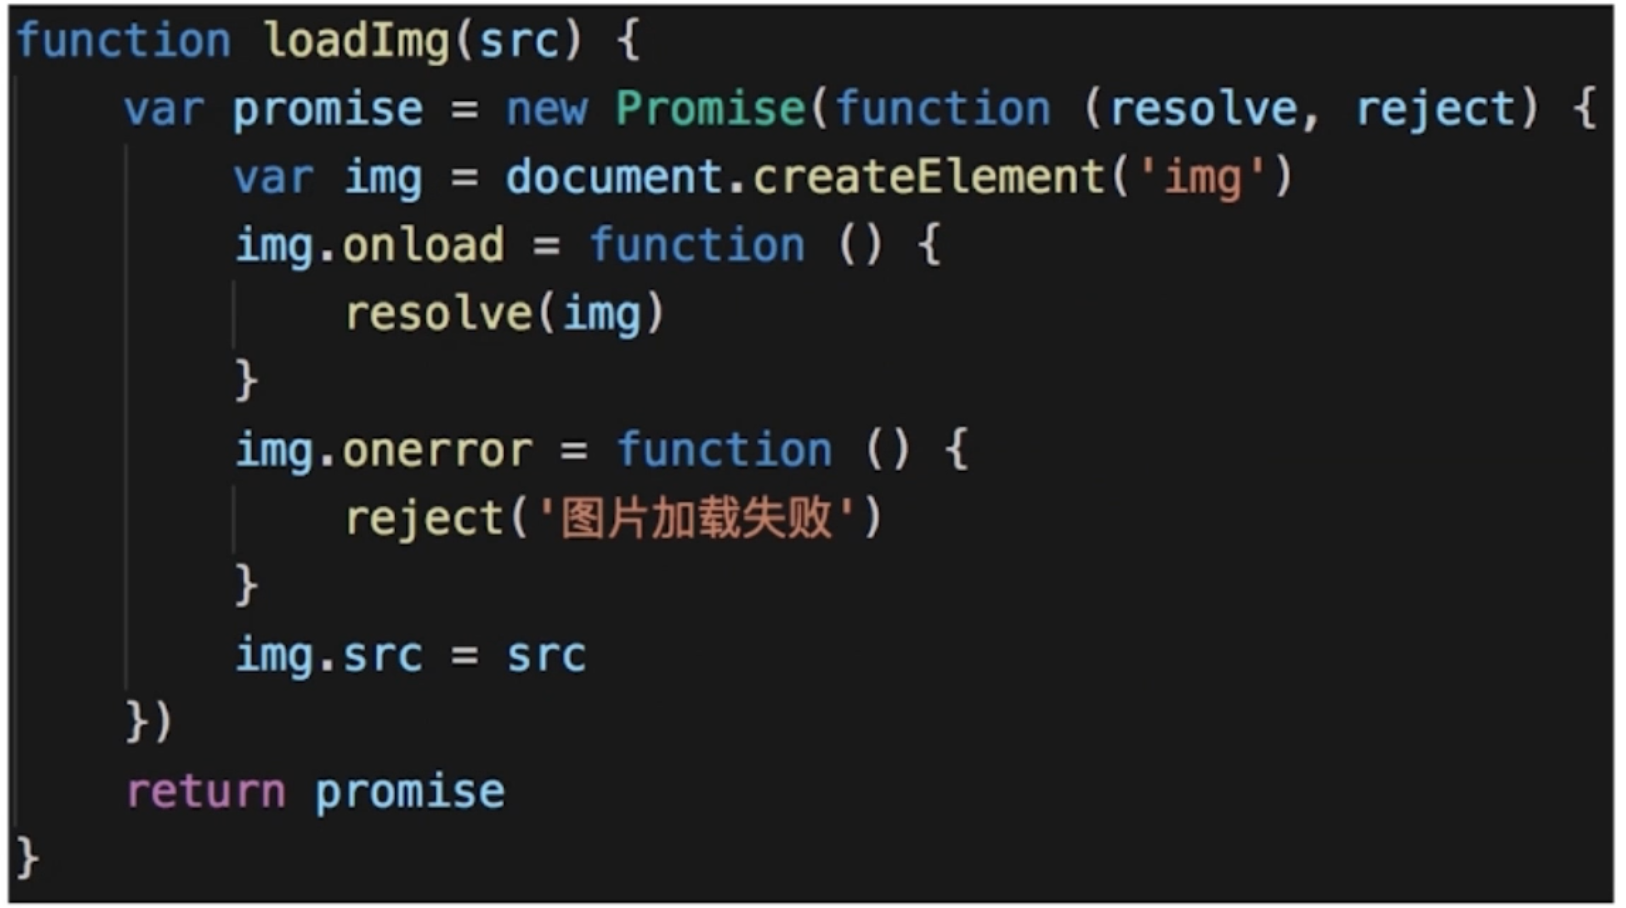 function loadImg(src) {
    var promise = new Promise(function (resolve, reject) {
        var img = document.createElement('img')
        img.onload = function () {
            resolve(img)
        }
        img.onerror = function () {
            reject('图片加载失败')
        }
        img.src = src
    })
    return promise
}